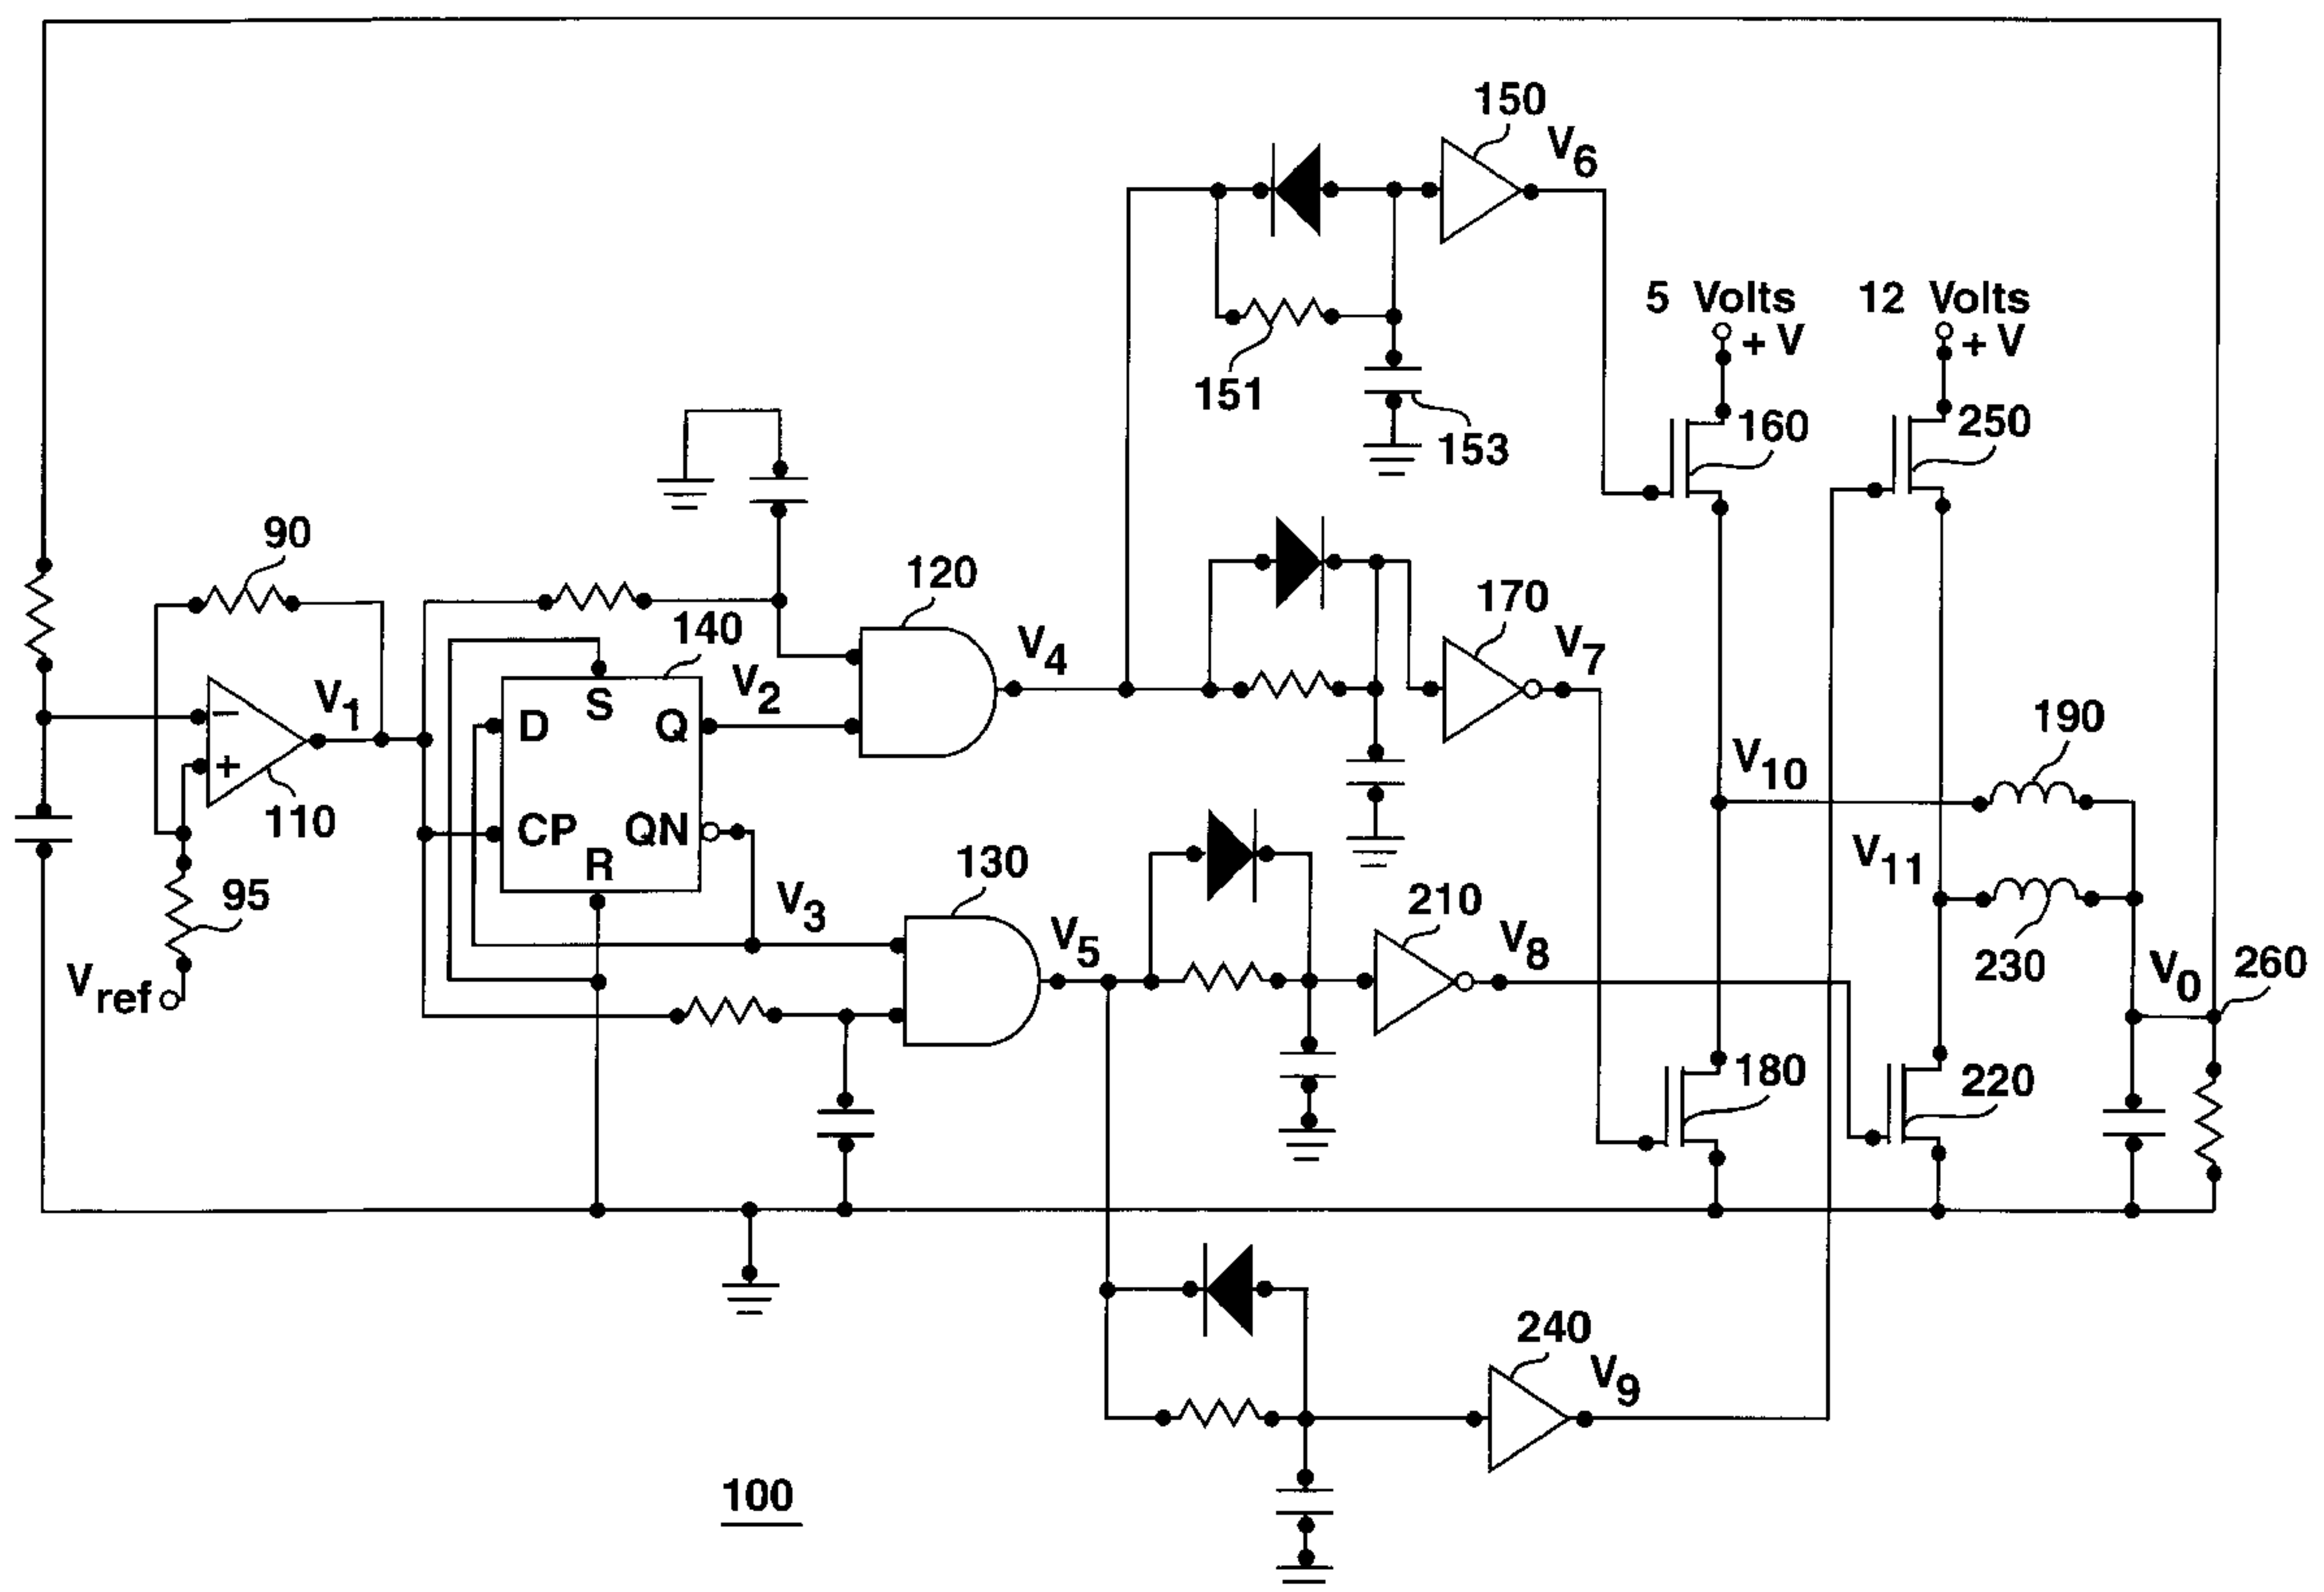 150
V6
5 Volts
12 Volts
+ V
+ V
151
153
160
250
90
120
140
170
V1
V2
V4
V7
S
D
Q
190
V10
110
CP
QN
R
130
V11
95
V3
V5
210
V8
230
V0
260
Vref
180
220
240
V9
100
−
+